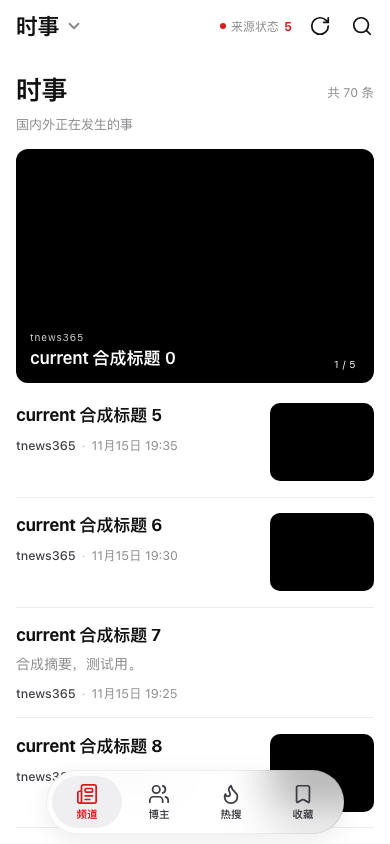 时事
来源状态 5
时事
共 70 条
国内外正在发生的事
tnews365
current 合成标题 0
1 / 5
current 合成标题 5
tnews365 · 11月15日 19:35
current 合成标题 6
tnews365 · 11月15日 19:30
current 合成标题 7
合成摘要，测试用。
tnews365 · 11月15日 19:25
current 合成标题 8
频道
博主
热搜
收藏